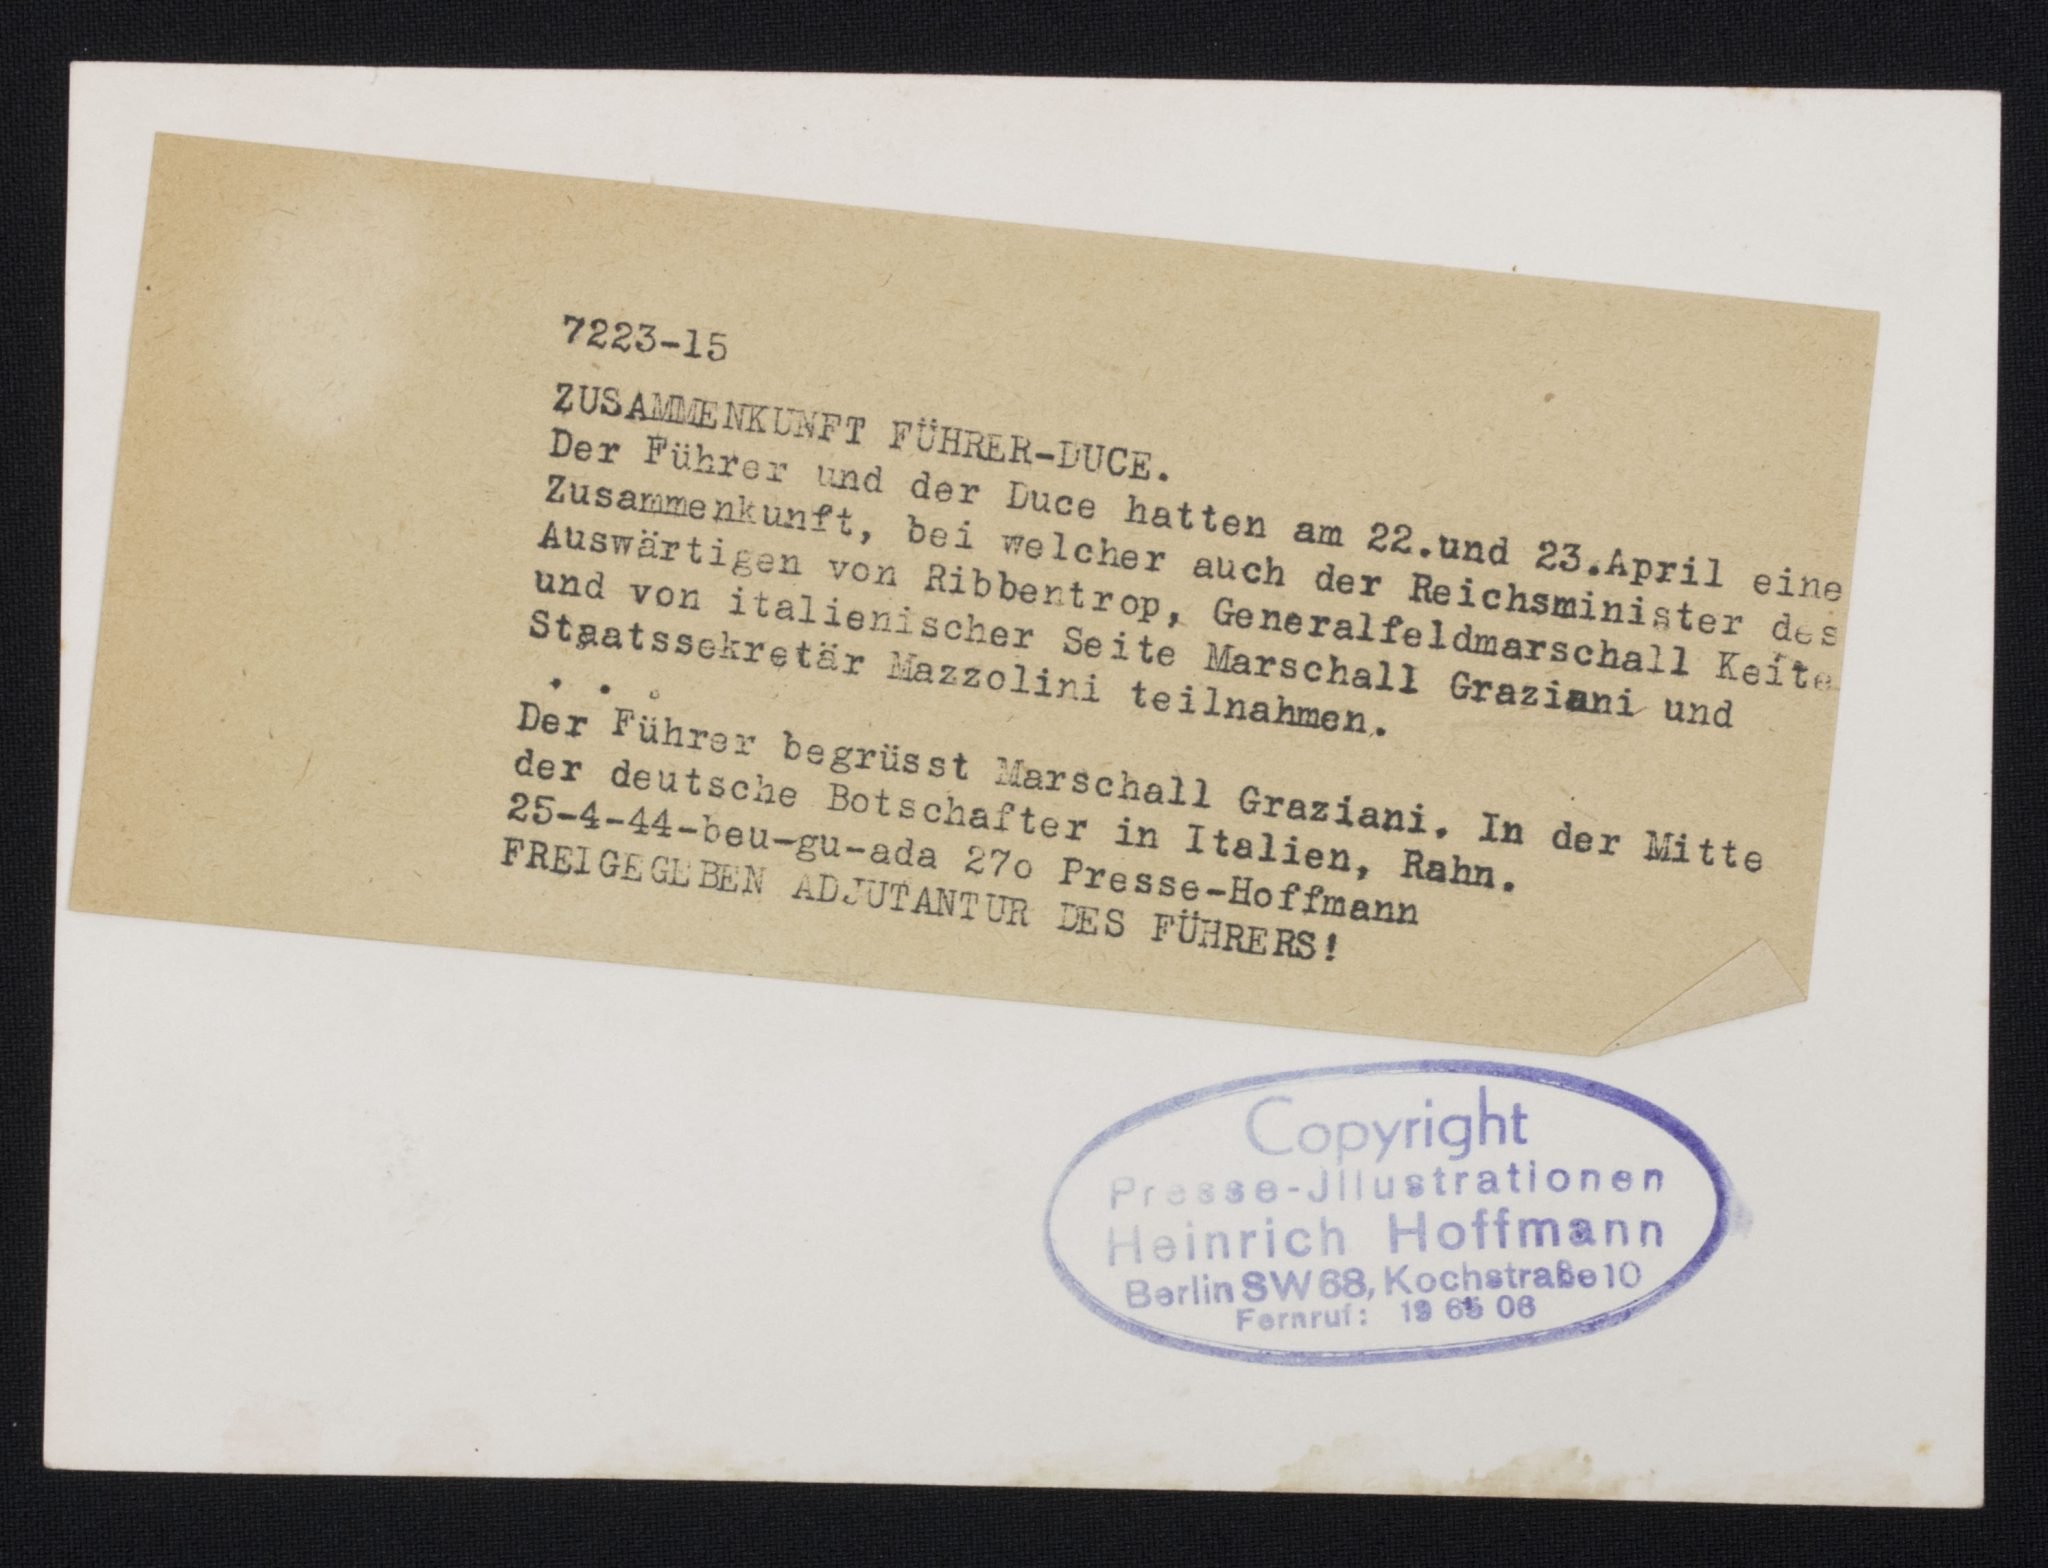 7223-15
ZUSAMMENKUNFT FÜHRER-DUCE.
Der Führer und der Duce hatten am 22.und 23.April eine
Zusammenkunft, bei welcher auch der Reichsminister des
Auswärtigen von Ribbentrop, Generalfeldmarschall Keite
und von italienischer Seite Marschall Graziani und
Staatssekretär Mazzolini teilnahmen.
. . .
Der Führer begrüsst Marschall Graziani. In der Mitte
der deutsche Botschafter in Italien, Rahn.
25-4-44-beu-gu-ada 27o Presse-Hoffmann
FREIGEGEBEN ADJUTANTUR DES FÜHRERS!
Copyright
Presse-Jllustrationen
Heinrich Hoffmann
Berlin SW68, Kochstraße 10
Fernruf: